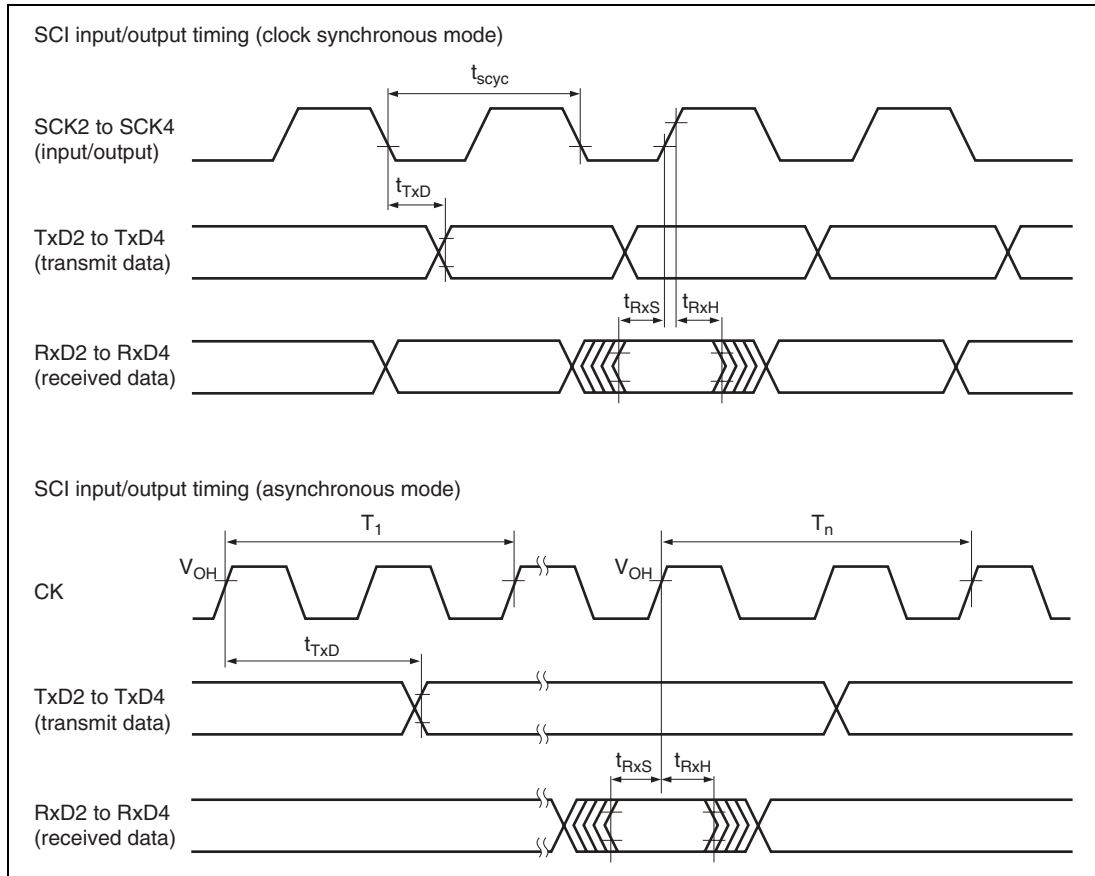 SCI input/output timing (clock synchronous mode)
tscyc
SCK2 to SCK4
(input/output)
tTxD
TxD2 to TxD4
(transmit data)
tRxS
tRxH
RxD2 to RxD4
(received data)
SCI input/output timing (asynchronous mode)
T1
Tn
VOH
VOH
CK
tTxD
TxD2 to TxD4
(transmit data)
tRxS
tRxH
RxD2 to RxD4
(received data)